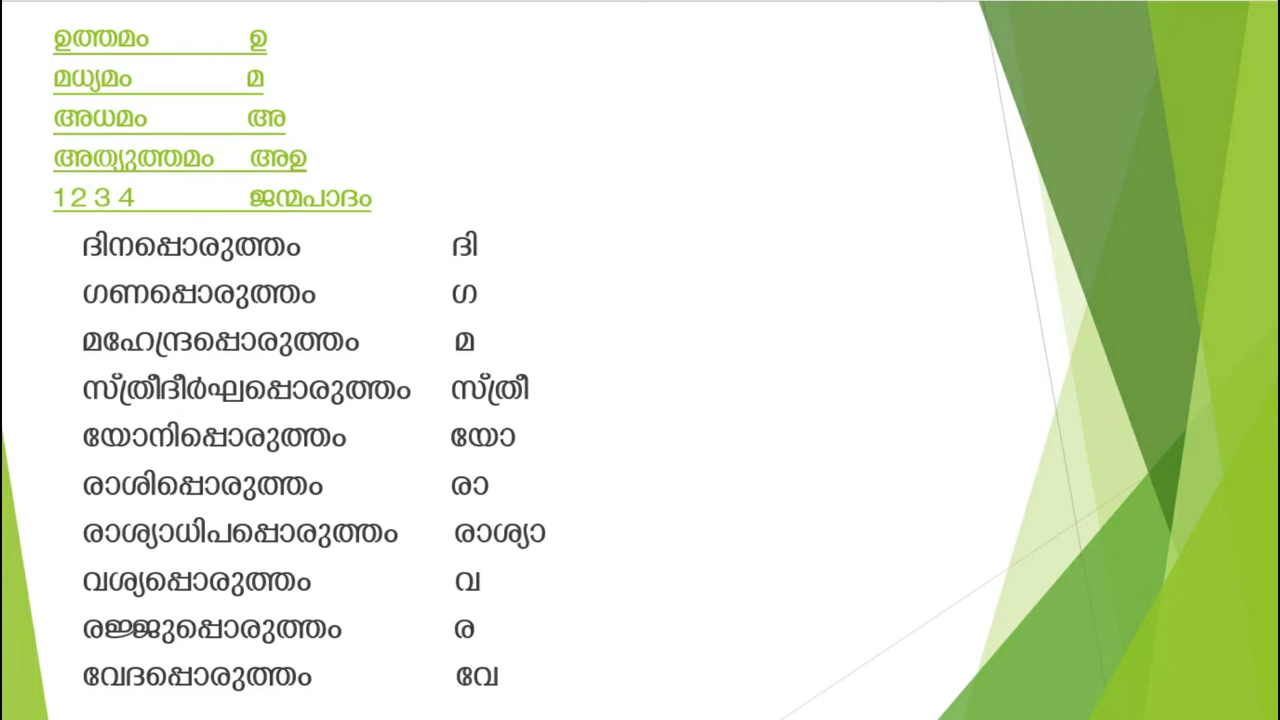 ഉത്തമം ഉ
മധ്യമം മ
അധമം അ
അത്യുത്തമം അഉ
1 2 3 4 ജന്മപാദം
ദിനപ്പൊരുത്തം ദി
ഗണപ്പൊരുത്തം ഗ
മഹേന്ദ്രപ്പൊരുത്തം മ
സ്ത്രീദീർഘപ്പൊരുത്തം സ്ത്രീ
യോനിപ്പൊരുത്തം യോ
രാശിപ്പൊരുത്തം രാ
രാശ്യാധിപപ്പൊരുത്തം രാശ്യാ
വശ്യപ്പൊരുത്തം വ
രജ്ജുപ്പൊരുത്തം ര
വേദപ്പൊരുത്തം വേ